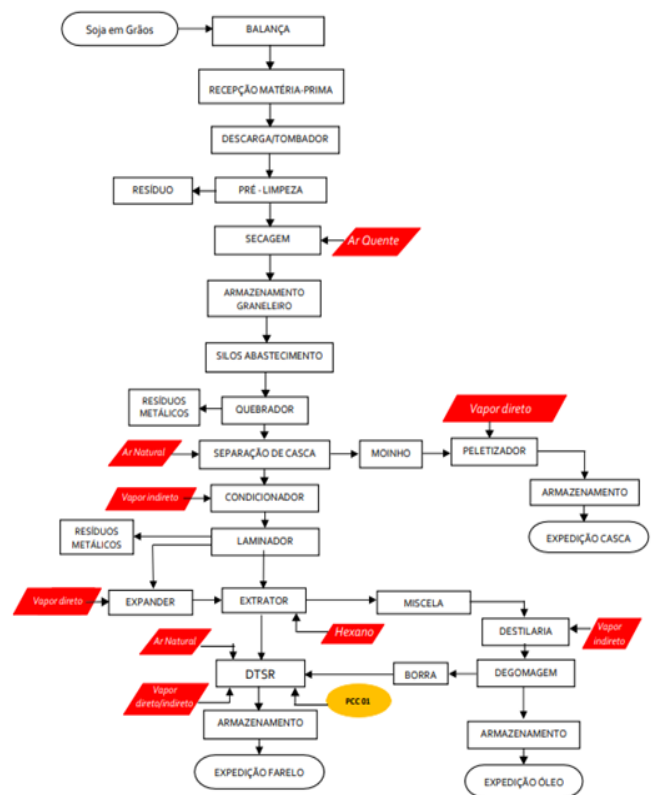 Soja em Grãos
BALANÇA
RECEPÇÃO MATÉRIA-PRIMA
DESCARGA/TOMBADOR
RESÍDUO
PRÉ - LIMPEZA
SECAGEM
Ar Quente
ARMAZENAMENTO
GRANELEIRO
SILOS ABASTECIMENTO
RESÍDUOS
METÁLICOS
QUEBRADOR
Vapor direto
Ar Natural
SEPARAÇÃO DE CASCA
MOINHO
PELETIZADOR
Vapor indireto
CONDICIONADOR
ARMAZENAMENTO
RESÍDUOS
METÁLICOS
LAMINADOR
EXPEDIÇÃO CASCA
Vapor direto
EXPANDER
EXTRATOR
MISCELA
Ar Natural
Hexano
DESTILARIA
Vapor
indireto
DTSR
BORRA
DEGOMAGEM
Vapor
direto/indireto
PCC 01
ARMAZENAMENTO
ARMAZENAMENTO
EXPEDIÇÃO FARELO
EXPEDIÇÃO ÓLEO